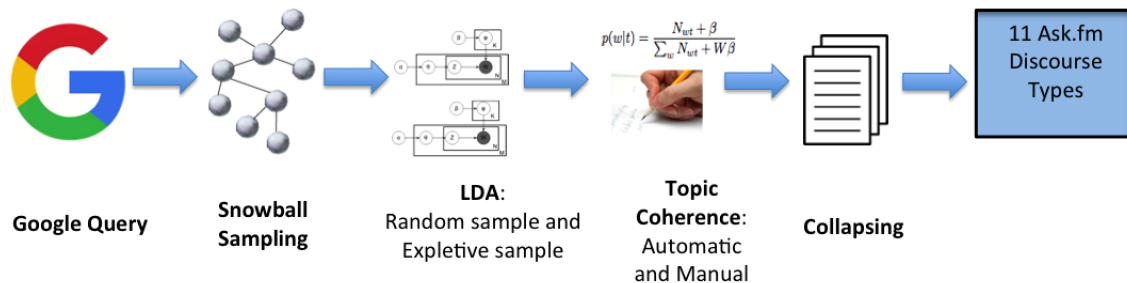 p(w|t) = N_wt + β / ∑_w N_wt + Wβ
11 Ask.fm
Discourse
Types
β
K
α
θ
Z
N
M
β
K
α
θ
Z
N
M
Google Query
Snowball
Sampling
LDA:
Random sample and
Expletive sample
Topic
Coherence:
Automatic
and Manual
Collapsing